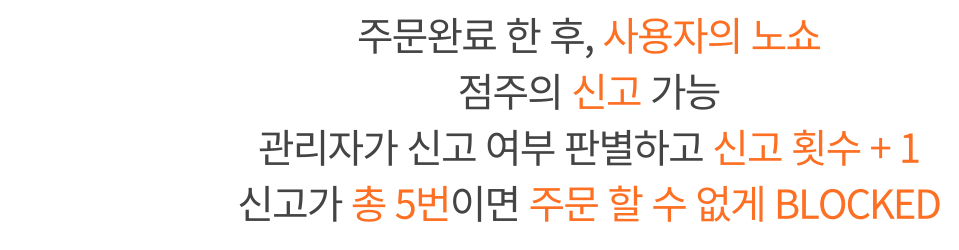 주문완료 한 후, 사용자의 노쇼
점주의 신고 가능
관리자가 신고 여부 판별하고 신고 횟수 + 1
신고가 총 5번이면 주문 할 수 없게 BLOCKED